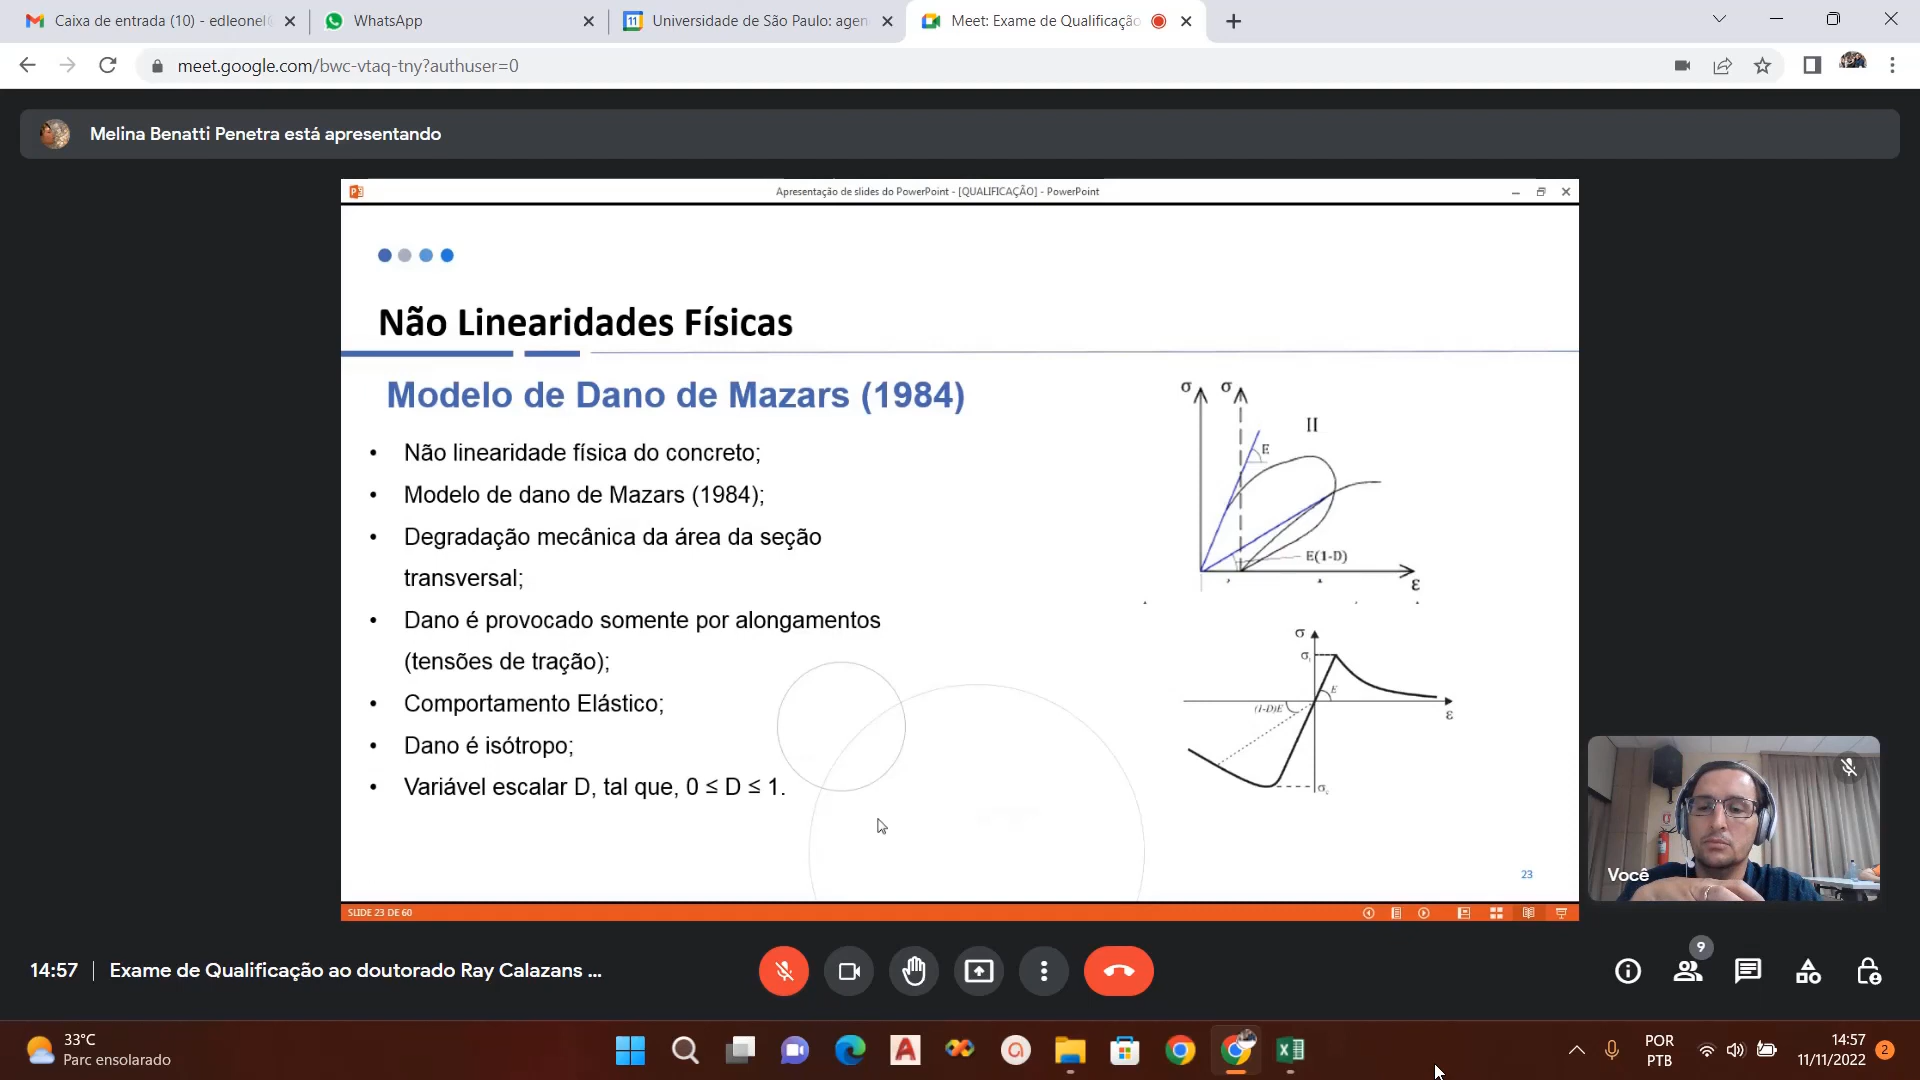 Caixa de entrada (10) - edleonel
WhatsApp
Universidade de São Paulo: agen
Meet: Exame de Qualificação
meet.google.com/bwc-vtaq-tny?authuser=0
Melina Benatti Penetra está apresentando
Apresentação de slides do PowerPoint - [QUALIFICAÇÃO] - PowerPoint
Não Linearidades Físicas
Modelo de Dano de Mazars (1984)
• Não linearidade física do concreto;
• Modelo de dano de Mazars (1984);
• Degradação mecânica da área da seção
transversal;
• Dano é provocado somente por alongamentos
(tensões de tração);
• Comportamento Elástico;
• Dano é isótropo;
• Variável escalar D, tal que, 0 ≤ D ≤ 1.
σ σ
II
E
E(1-D)
ε
σ
σt
E
(1-D)E
ε
σc
23
SLIDE 23 DE 60
Você
14:57
Exame de Qualificação ao doutorado Ray Calazans ...
9
33°C
Parc ensolarado
POR
PTB
14:57
11/11/2022
2